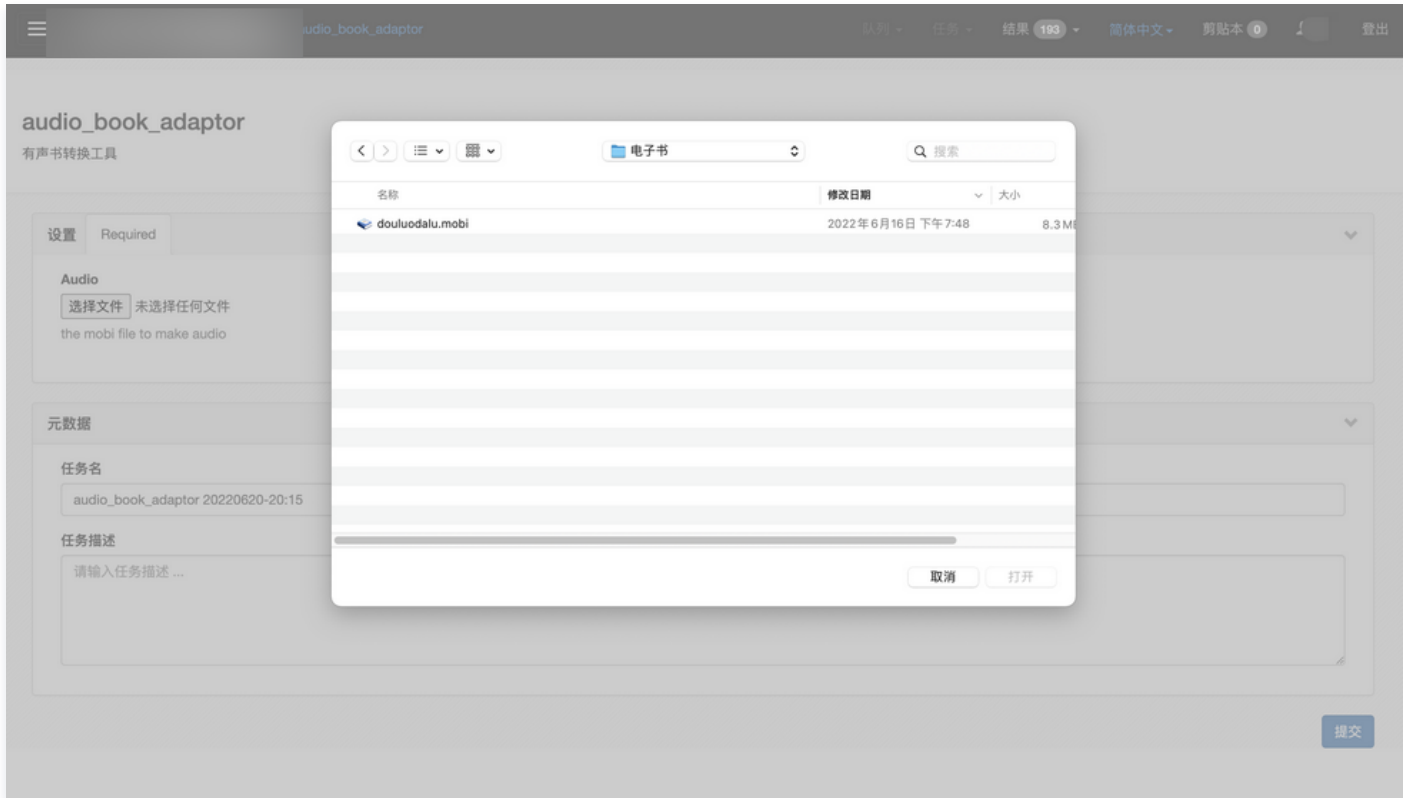 udio_book_adaptor 队列 任务 结果 193 简体中文 剪贴本 0 登出
audio_book_adaptor
有声书转换工具
电子书 搜索
名称 修改日期 大小
douluodalu.mobi 2022年6月16日 下午7:48 8.3 MB
设置 Required
Audio
选择文件 未选择任何文件
the mobi file to make audio
元数据
任务名
audio_book_adaptor 20220620-20:15
任务描述
请输入任务描述 ...
取消 打开
提交